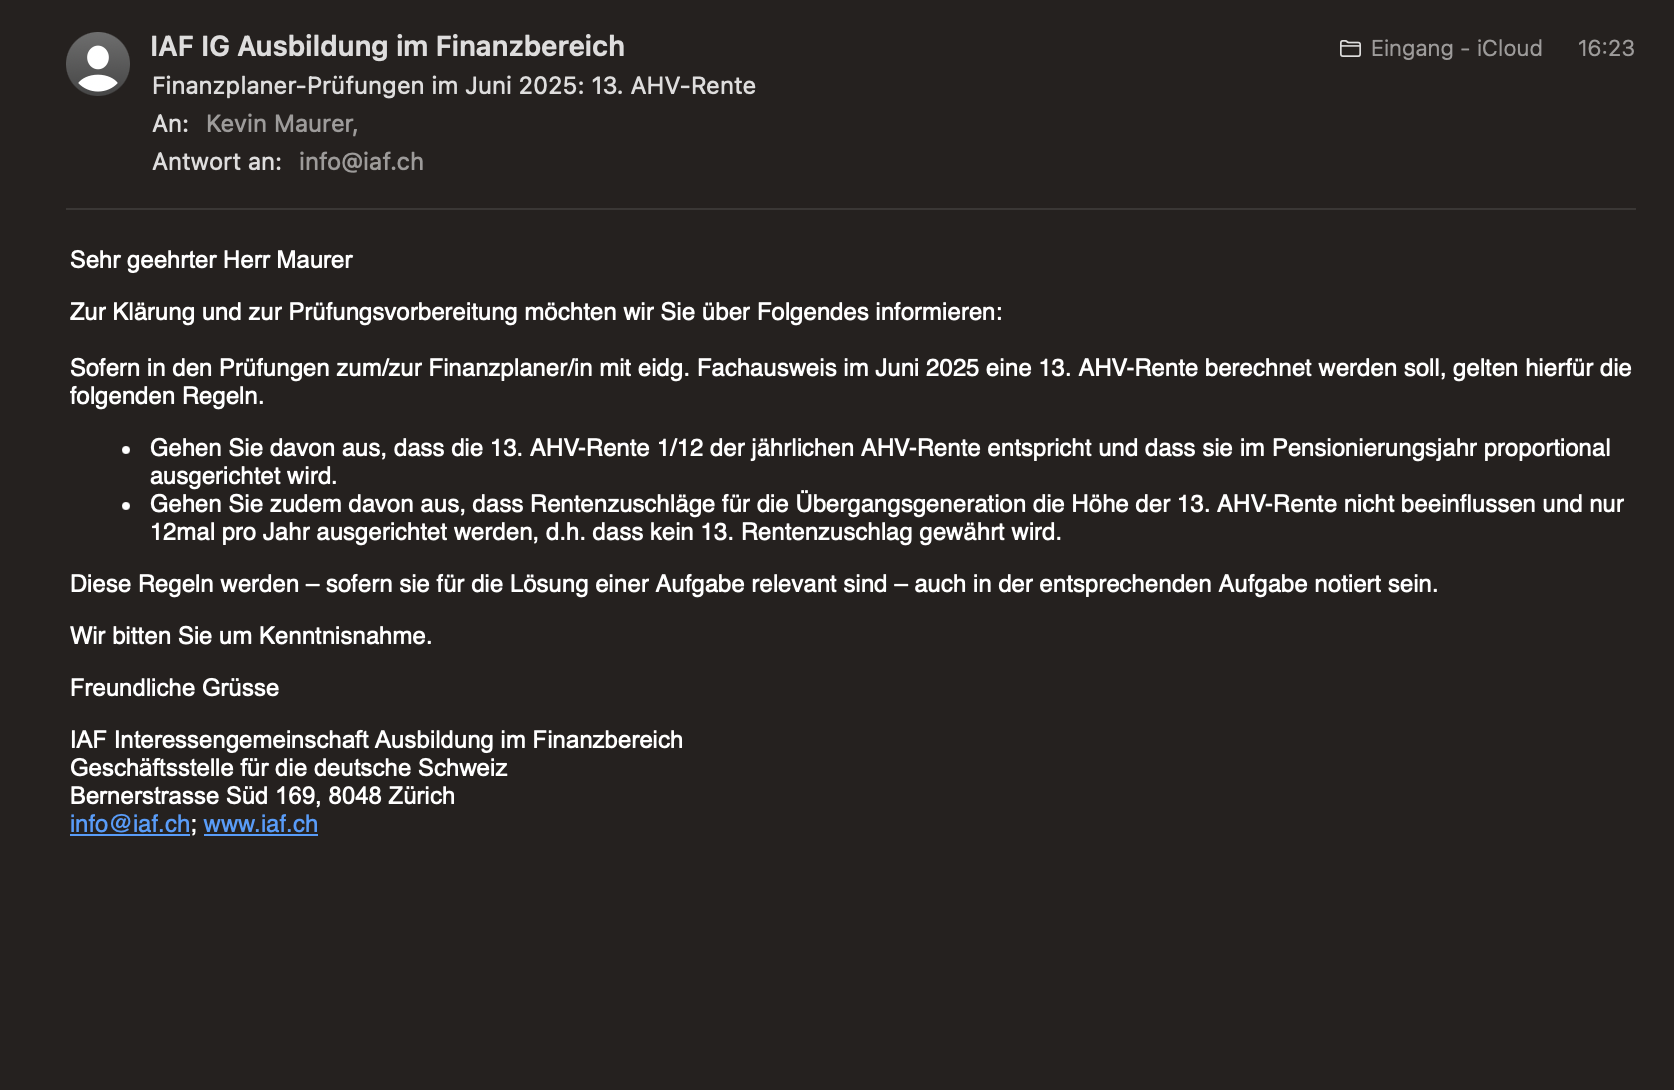 IAF IG Ausbildung im Finanzbereich
Eingang - iCloud 16:23
Finanzplaner-Prüfungen im Juni 2025: 13. AHV-Rente
An: Kevin Maurer,
Antwort an: info@iaf.ch
Sehr geehrter Herr Maurer
Zur Klärung und zur Prüfungsvorbereitung möchten wir Sie über Folgendes informieren:
Sofern in den Prüfungen zum/zur Finanzplaner/in mit eidg. Fachausweis im Juni 2025 eine 13. AHV-Rente berechnet werden soll, gelten hierfür die
folgenden Regeln.
• Gehen Sie davon aus, dass die 13. AHV-Rente 1/12 der jährlichen AHV-Rente entspricht und dass sie im Pensionierungsjahr proportional
ausgerichtet wird.
• Gehen Sie zudem davon aus, dass Rentenzuschläge für die Übergangsgeneration die Höhe der 13. AHV-Rente nicht beeinflussen und nur
12mal pro Jahr ausgerichtet werden, d.h. dass kein 13. Rentenzuschlag gewährt wird.
Diese Regeln werden – sofern sie für die Lösung einer Aufgabe relevant sind – auch in der entsprechenden Aufgabe notiert sein.
Wir bitten Sie um Kenntnisnahme.
Freundliche Grüsse
IAF Interessengemeinschaft Ausbildung im Finanzbereich
Geschäftsstelle für die deutsche Schweiz
Bernerstrasse Süd 169, 8048 Zürich
info@iaf.ch; www.iaf.ch